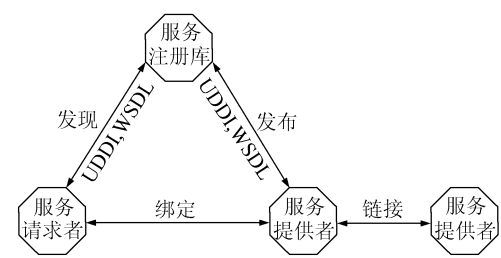 服务
注册库
发现
UDDI,WSDL
UDDI,WSDL
发布
服务
请求者
绑定
服务
提供者
链接
服务
提供者